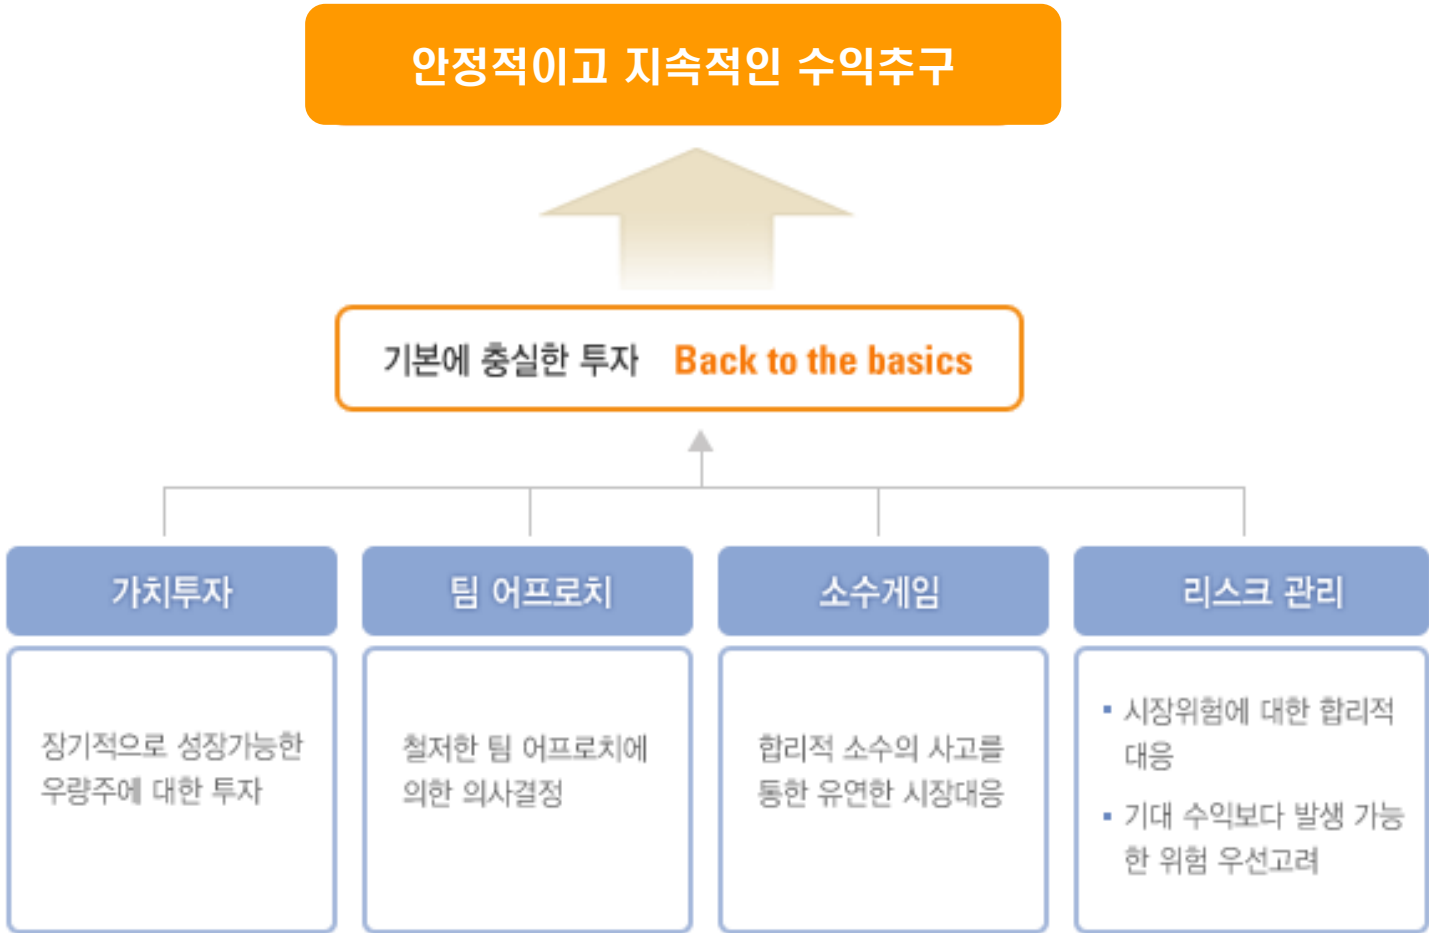 안정적이고 지속적인 수익추구
기본에 충실한 투자 Back to the basics
가치투자
팀 어프로치
소수게임
리스크 관리
장기적으로 성장가능한
우량주에 대한 투자
철저한 팀 어프로치에
의한 의사결정
합리적 소수의 사고를
통한 유연한 시장대응
▪ 시장위험에 대한 합리적
대응
▪ 기대 수익보다 발생 가능
한 위험 우선고려